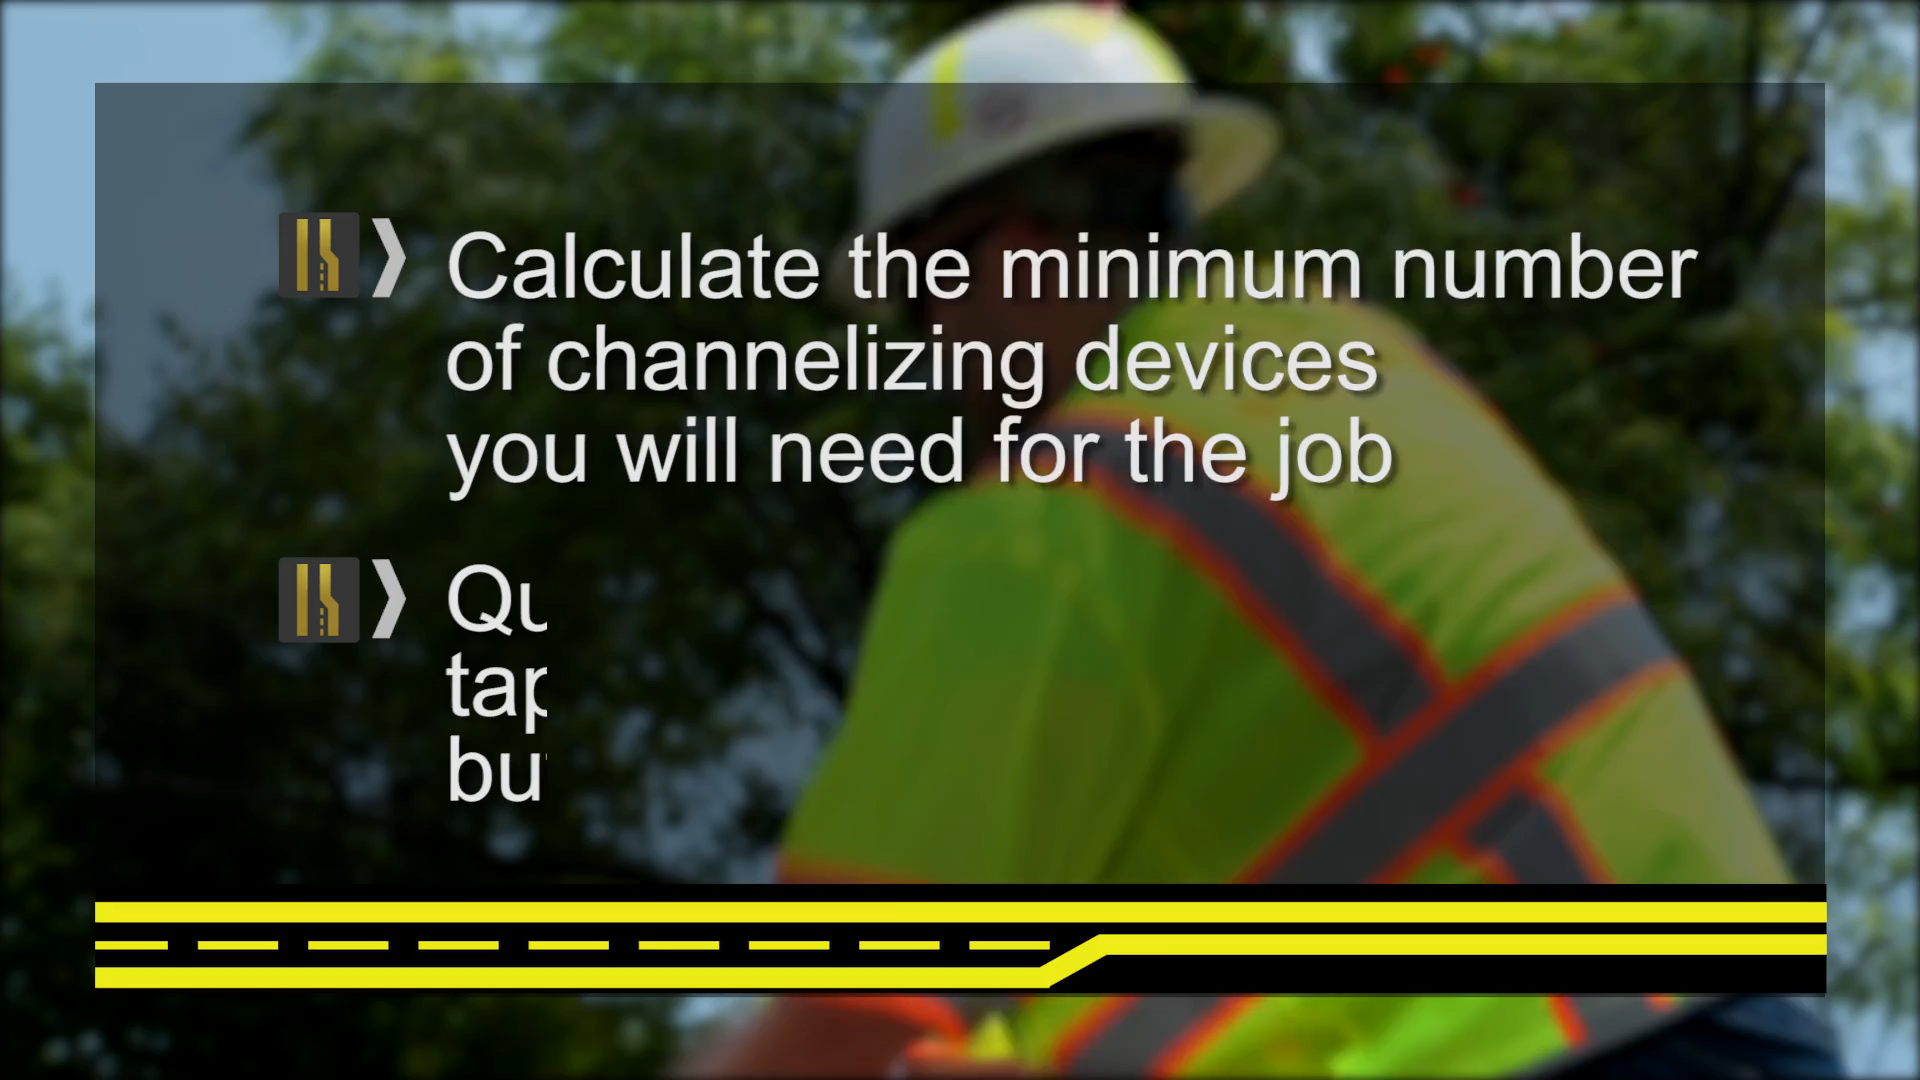 Calculate the minimum number
of channelizing devices
you will need for the job